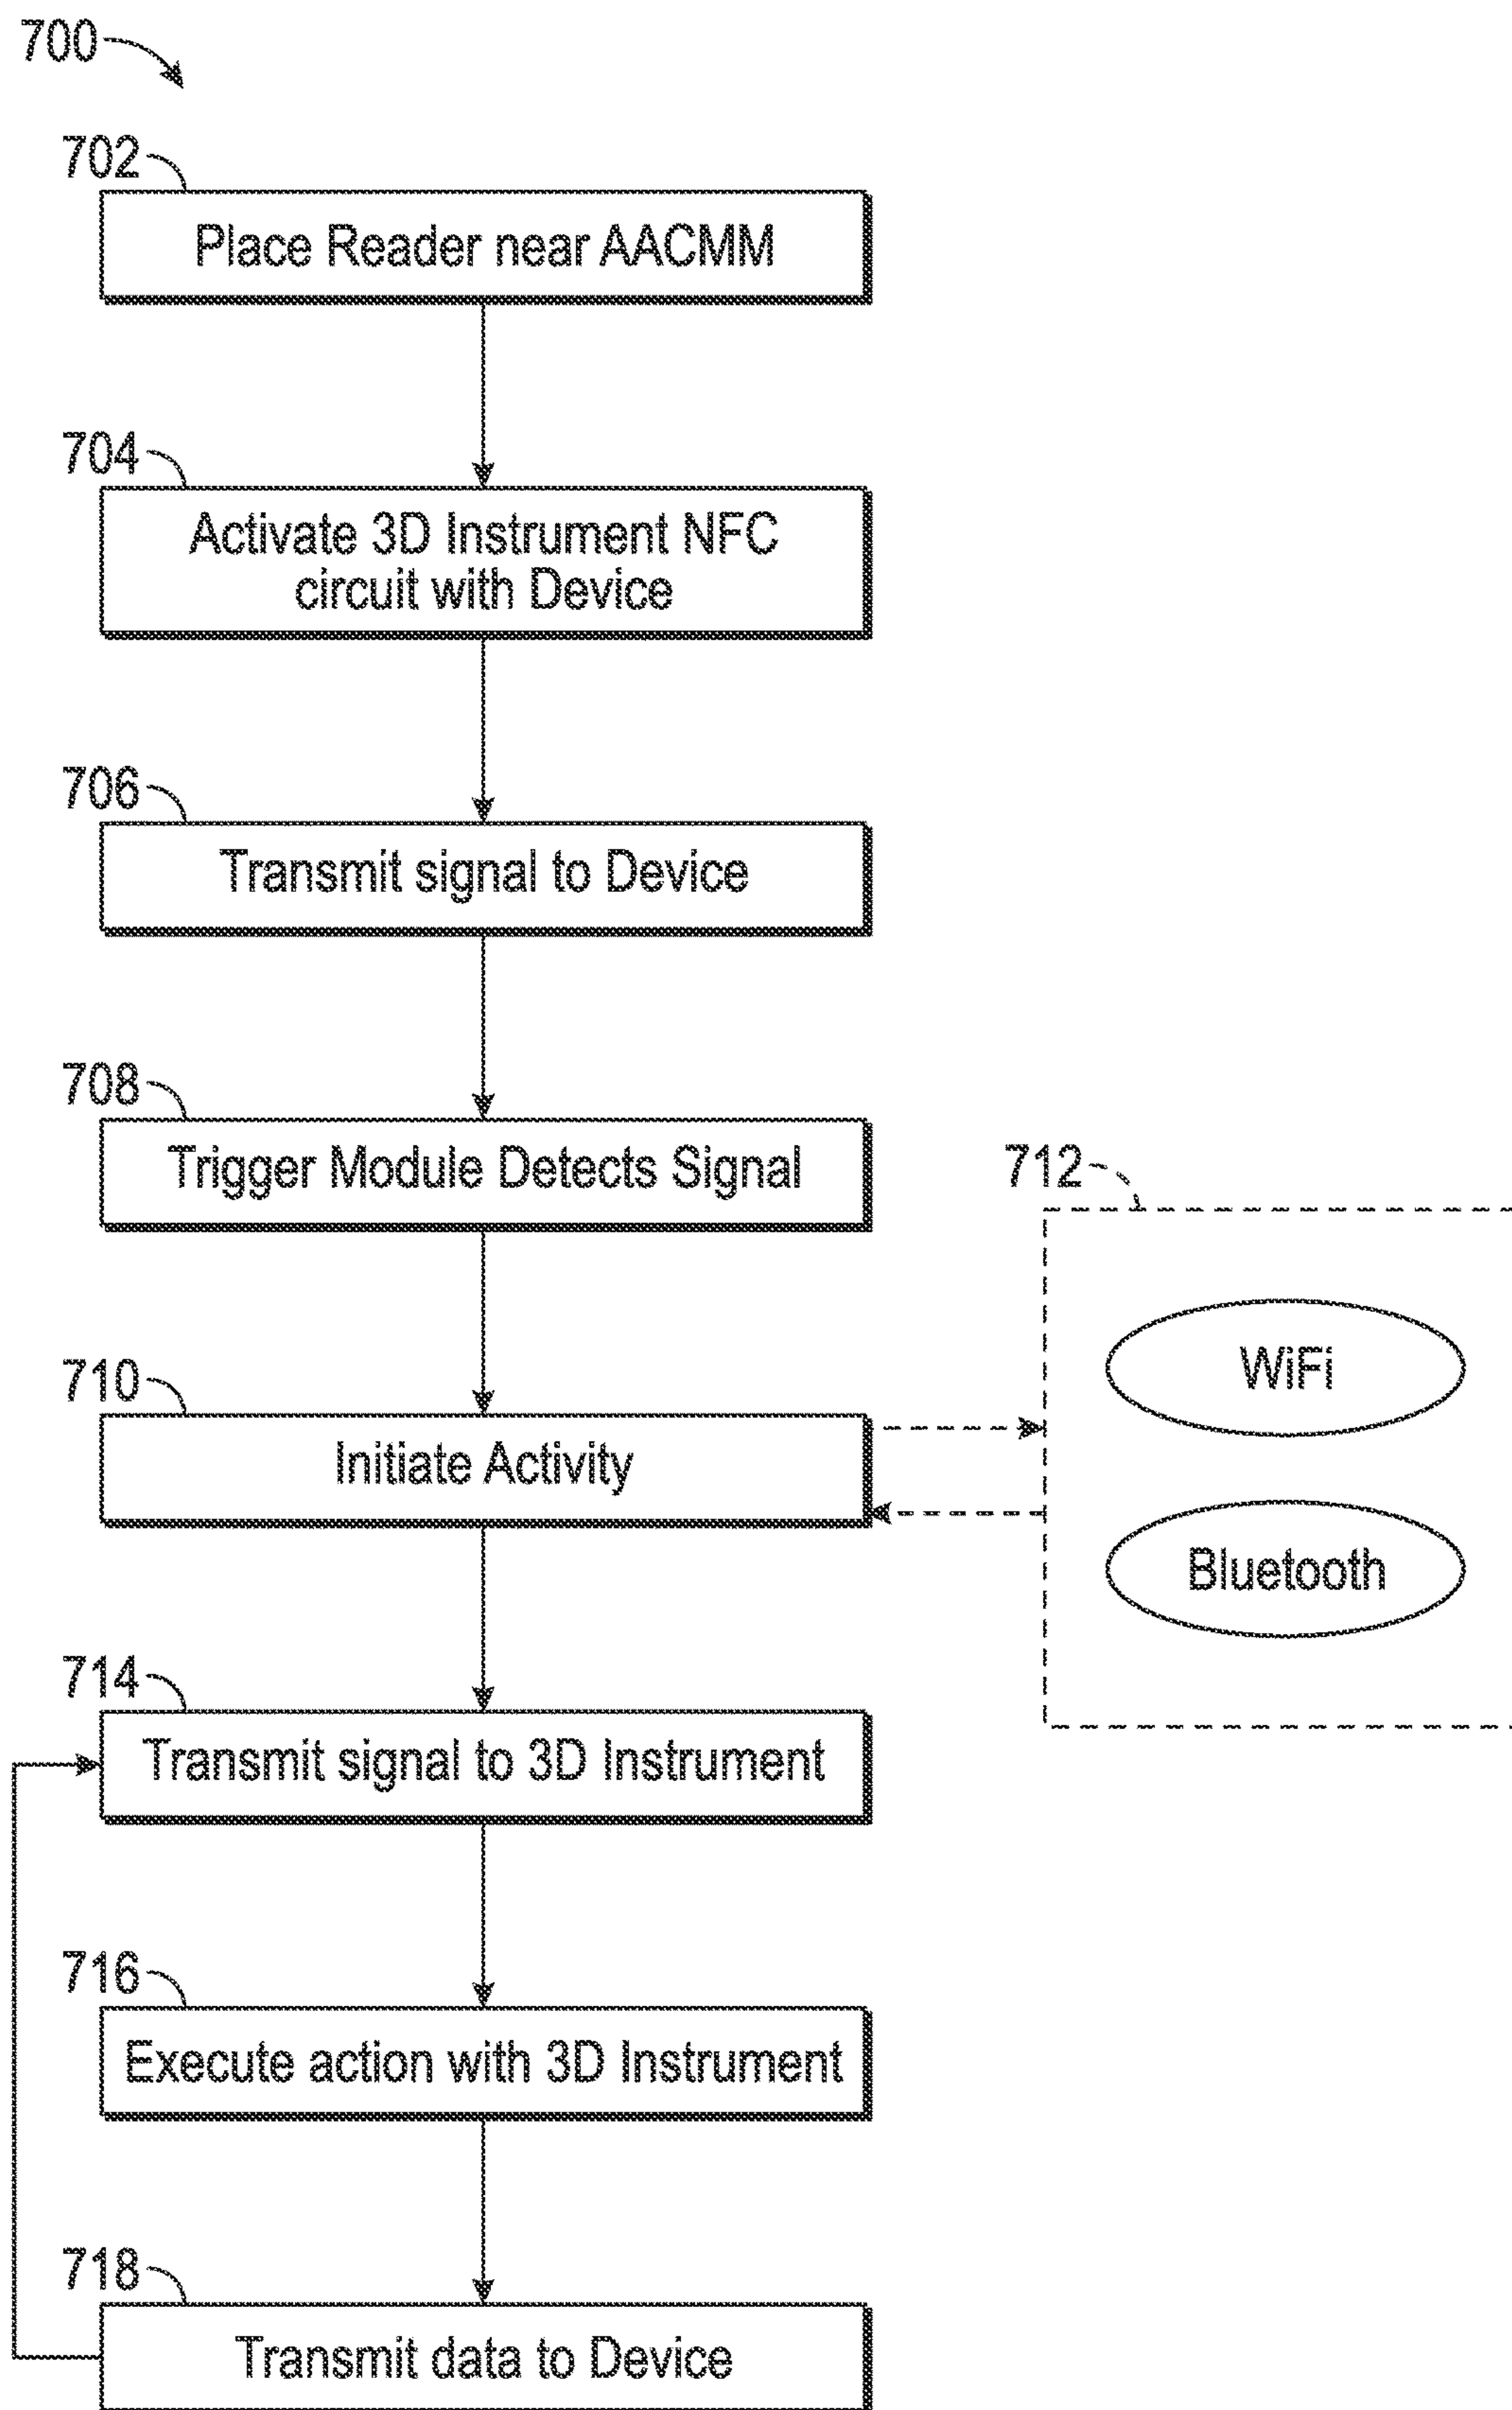 700
702
Place Reader near AACMM
704
Activate 3D Instrument NFC
circuit with Device
706
Transmit signal to Device
708
Trigger Module Detects Signal
712
WiFi
710
Initiate Activity
Bluetooth
714
Transmit signal to 3D Instrument
716
Execute action with 3D Instrument
718
Transmit data to Device